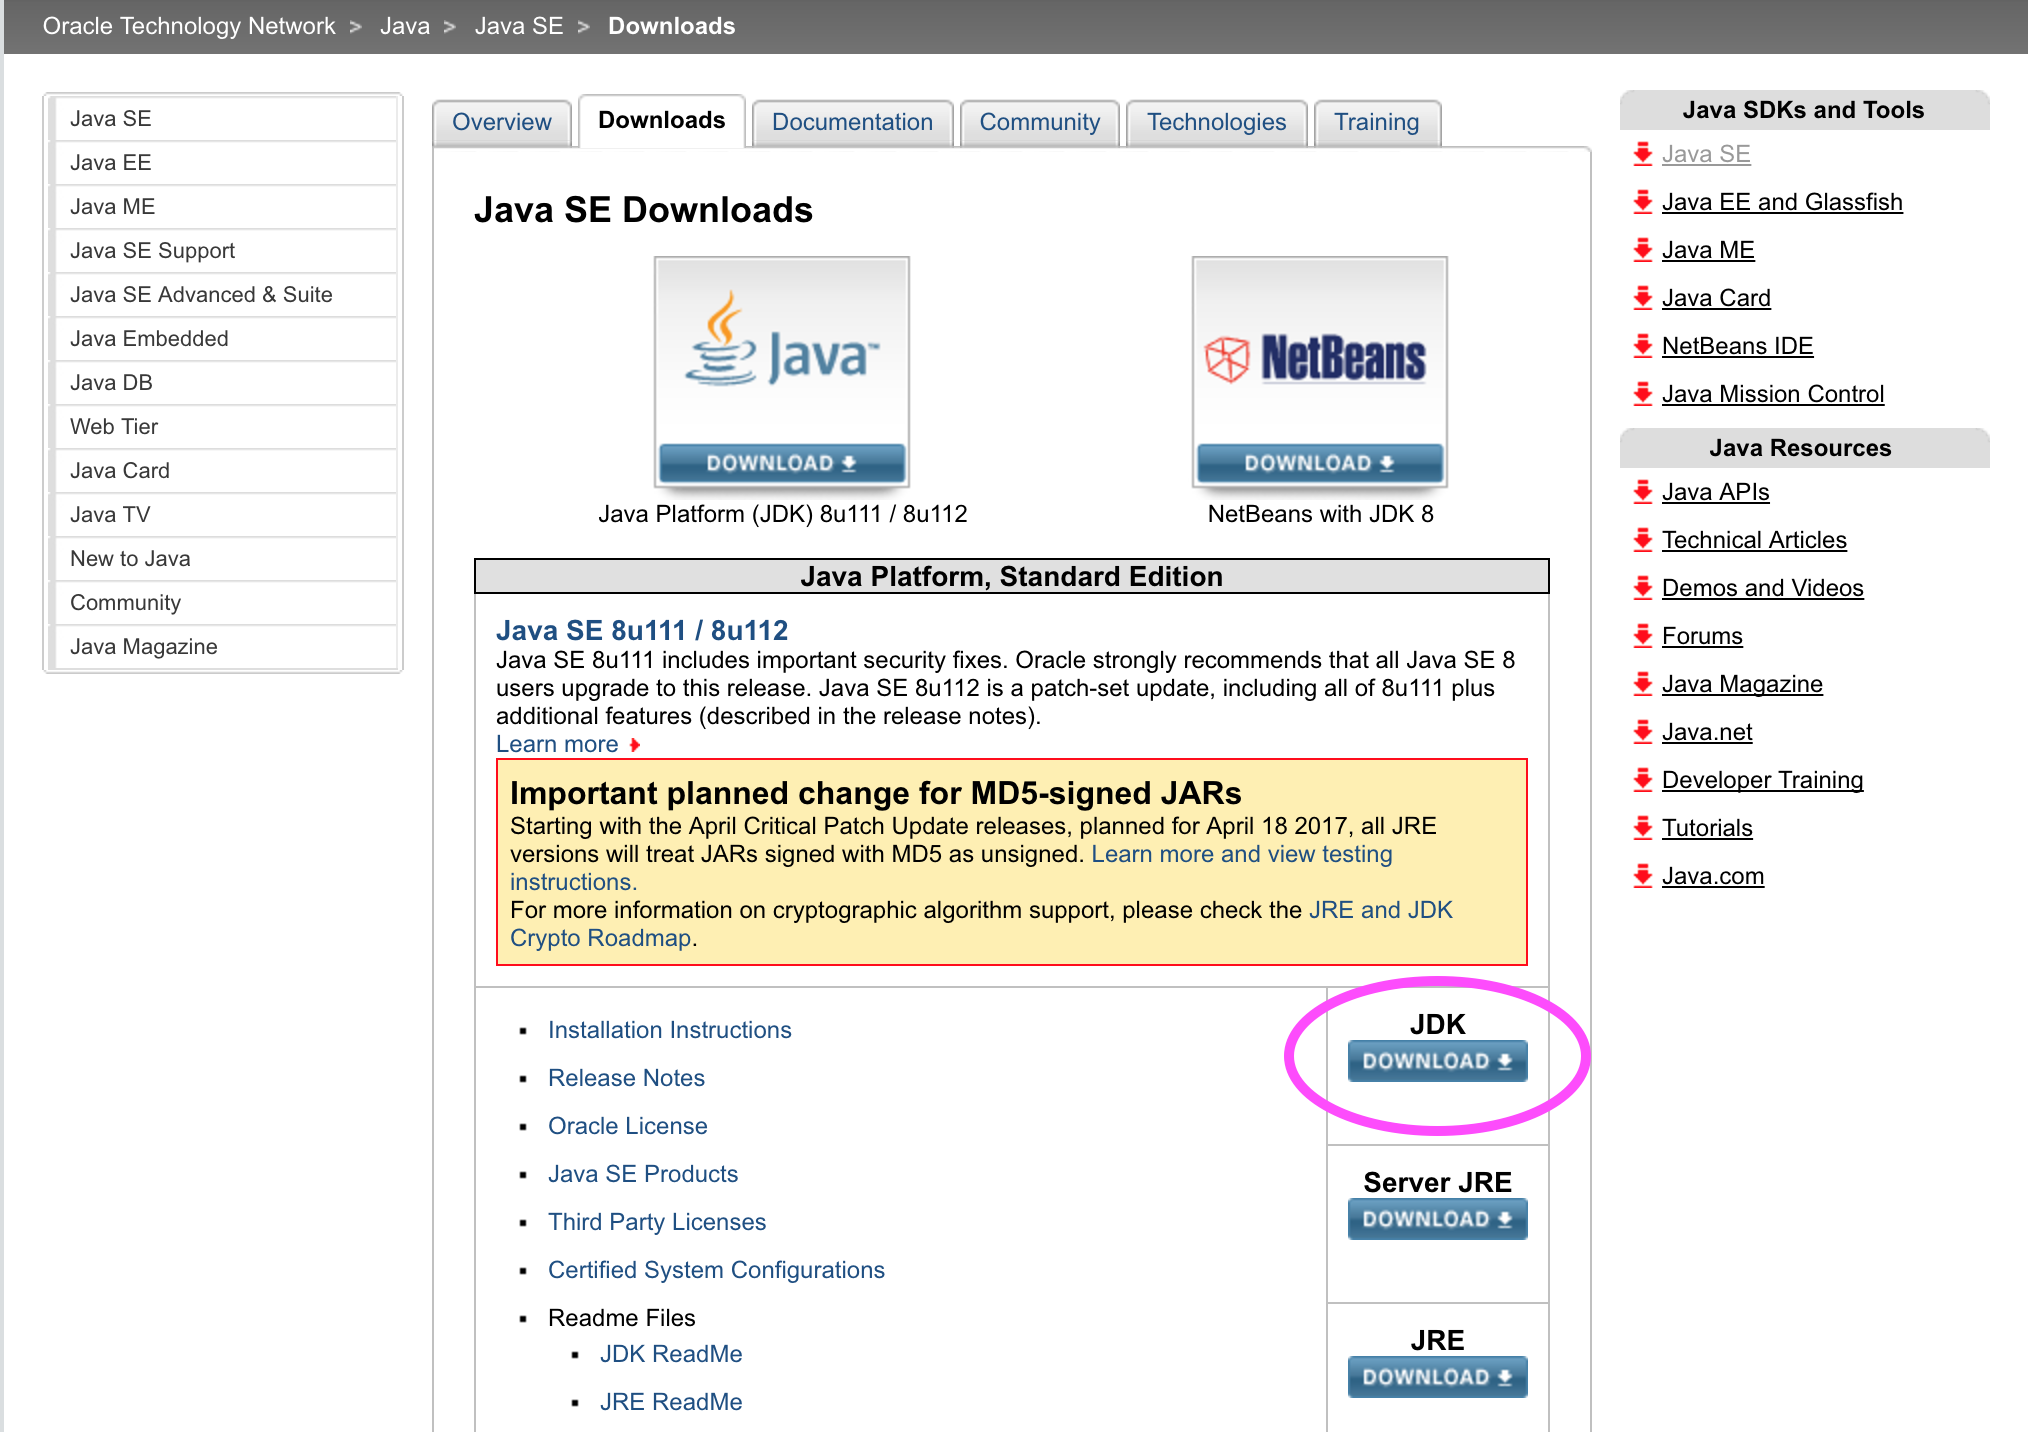 Oracle Technology Network > Java > Java SE > Downloads
Java SE
Java EE
Java ME
Java SE Support
Java SE Advanced & Suite
Java Embedded
Java DB
Web Tier
Java Card
Java TV
New to Java
Community
Java Magazine
Overview Downloads Documentation Community Technologies Training
Java SE Downloads
Java™
DOWNLOAD
Java Platform (JDK) 8u111 / 8u112
NetBeans
DOWNLOAD
NetBeans with JDK 8
Java Platform, Standard Edition
Java SE 8u111 / 8u112
Java SE 8u111 includes important security fixes. Oracle strongly recommends that all Java SE 8
users upgrade to this release. Java SE 8u112 is a patch-set update, including all of 8u111 plus
additional features (described in the release notes).
Learn more
Important planned change for MD5-signed JARs
Starting with the April Critical Patch Update releases, planned for April 18 2017, all JRE
versions will treat JARs signed with MD5 as unsigned. Learn more and view testing
instructions.
For more information on cryptographic algorithm support, please check the JRE and JDK
Crypto Roadmap.
Installation Instructions
Release Notes
Oracle License
Java SE Products
Third Party Licenses
Certified System Configurations
Readme Files
JDK ReadMe
JRE ReadMe
JDK
DOWNLOAD
Server JRE
DOWNLOAD
JRE
DOWNLOAD
Java SDKs and Tools
Java SE
Java EE and Glassfish
Java ME
Java Card
NetBeans IDE
Java Mission Control
Java Resources
Java APIs
Technical Articles
Demos and Videos
Forums
Java Magazine
Java.net
Developer Training
Tutorials
Java.com